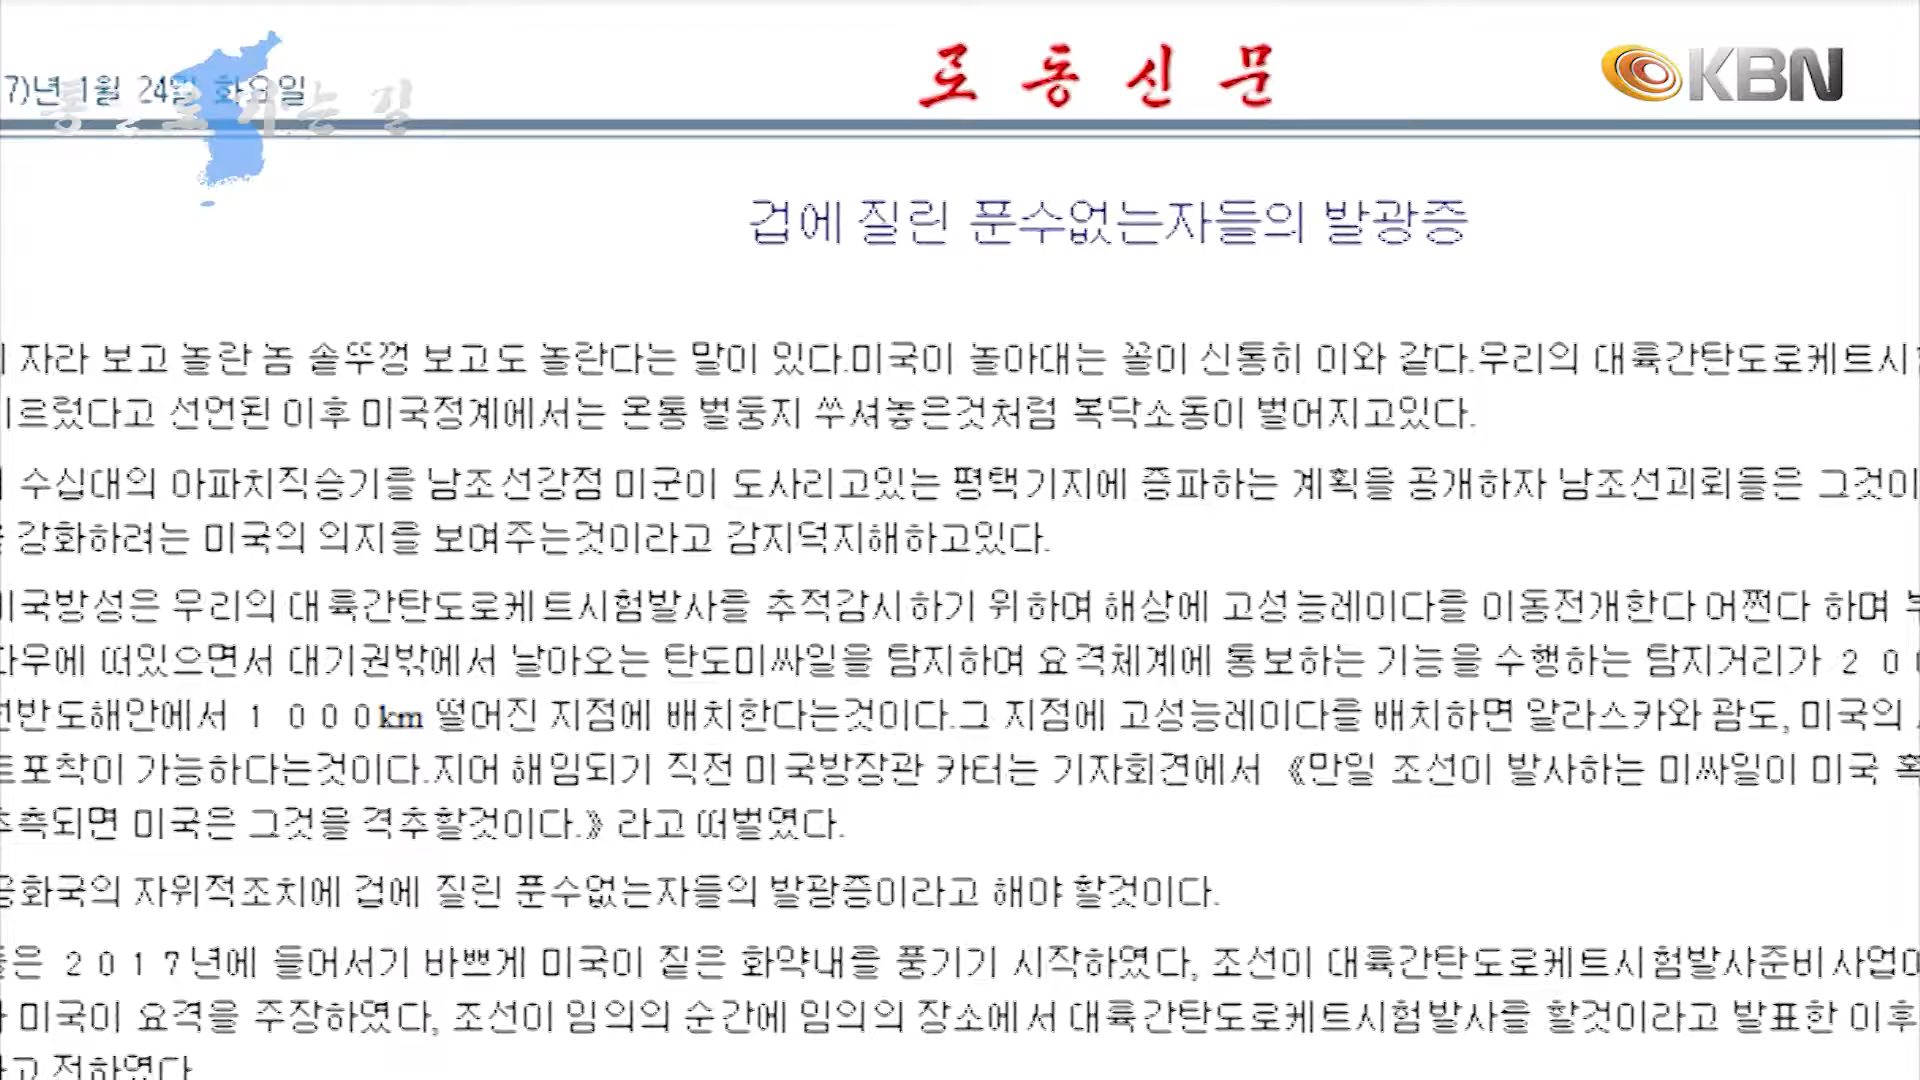 7)년 1월 24일 화요일
통일로 가는 길
로동신문
KBN
겁에 질린 푼수없는자들의 발광증
자라 보고 놀란 놈 솥뚜껑 보고도 놀란다는 말이 있다.미국이 놀아대는 꼴이 신통히 이와 같다.우리의 대륙간탄도로케트시험
이르렀다고 선언된 이후 미국정계에서는 온통 벌둥지 쑤셔놓은것처럼 복닥소동이 벌어지고있다.
수십대의 아파치직승기를 남조선강점 미군이 도사리고있는 평택기지에 증파하는 계획을 공개하자 남조선괴뢰들은 그것이
강화하려는 미국의 의지를 보여주는것이라고 감지덕지해하고있다.
미국방성은 우리의 대륙간탄도로케트시험발사를 추적감시하기 위하여 해상에 고성능레이다를 이동전개한다 어쩐다 하며
다우에 떠있으면서 대기권밖에서 날아오는 탄도미싸일을 탐지하여 요격체계에 통보하는 기능을 수행하는 탐지거리가 2 0
선반도해안에서 1 0 0 0km 떨어진 지점에 배치한다는것이다.그 지점에 고성능레이다를 배치하면 알라스카와 괌도, 미국의
포착이 가능하다는것이다.지어 해임되기 직전 미국방장관 카터는 기자회견에서 《만일 조선이 발사하는 미싸일이 미국
추측되면 미국은 그것을 격추할것이다.》라고 떠벌였다.
공화국의 자위적조치에 겁에 질린 푼수없는자들의 발광증이라고 해야 할것이다.
들은 2 0 1 7년에 들어서기 바쁘게 미국이 짙은 화약내를 풍기기 시작하였다, 조선이 대륙간탄도로케트시험발사준비사업이
미국이 요격을 주장하였다, 조선이 임의의 순간에 임의의 장소에서 대륙간탄도로케트시험발사를 할것이라고 발표한 이후
라고 전하였다.